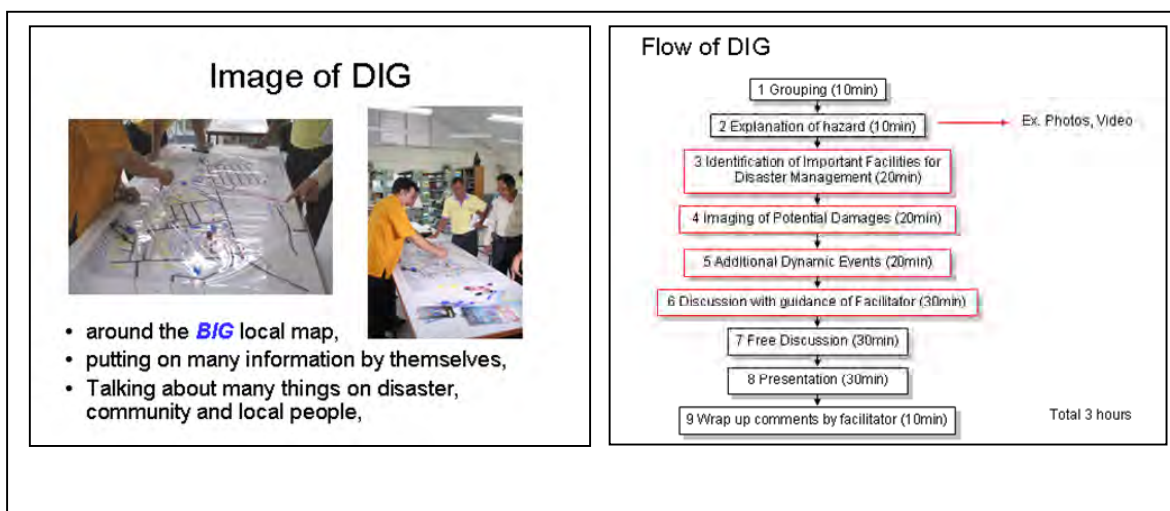 Image of DIG
• around the BIG local map,
• putting on many information by themselves,
• Talking about many things on disaster,
community and local people,
Flow of DIG
1 Grouping (10min)
2 Explanation of hazard (10min)
Ex. Photos, Video
3 Identification of Important Facilities for
Disaster Management (20min)
4 Imaging of Potential Damages (20min)
5 Additional Dynamic Events (20min)
6 Discussion with guidance of Facilitator (30min)
7 Free Discussion (30min)
8 Presentation (30min)
9 Wrap up comments by facilitator (10min)
Total 3 hours